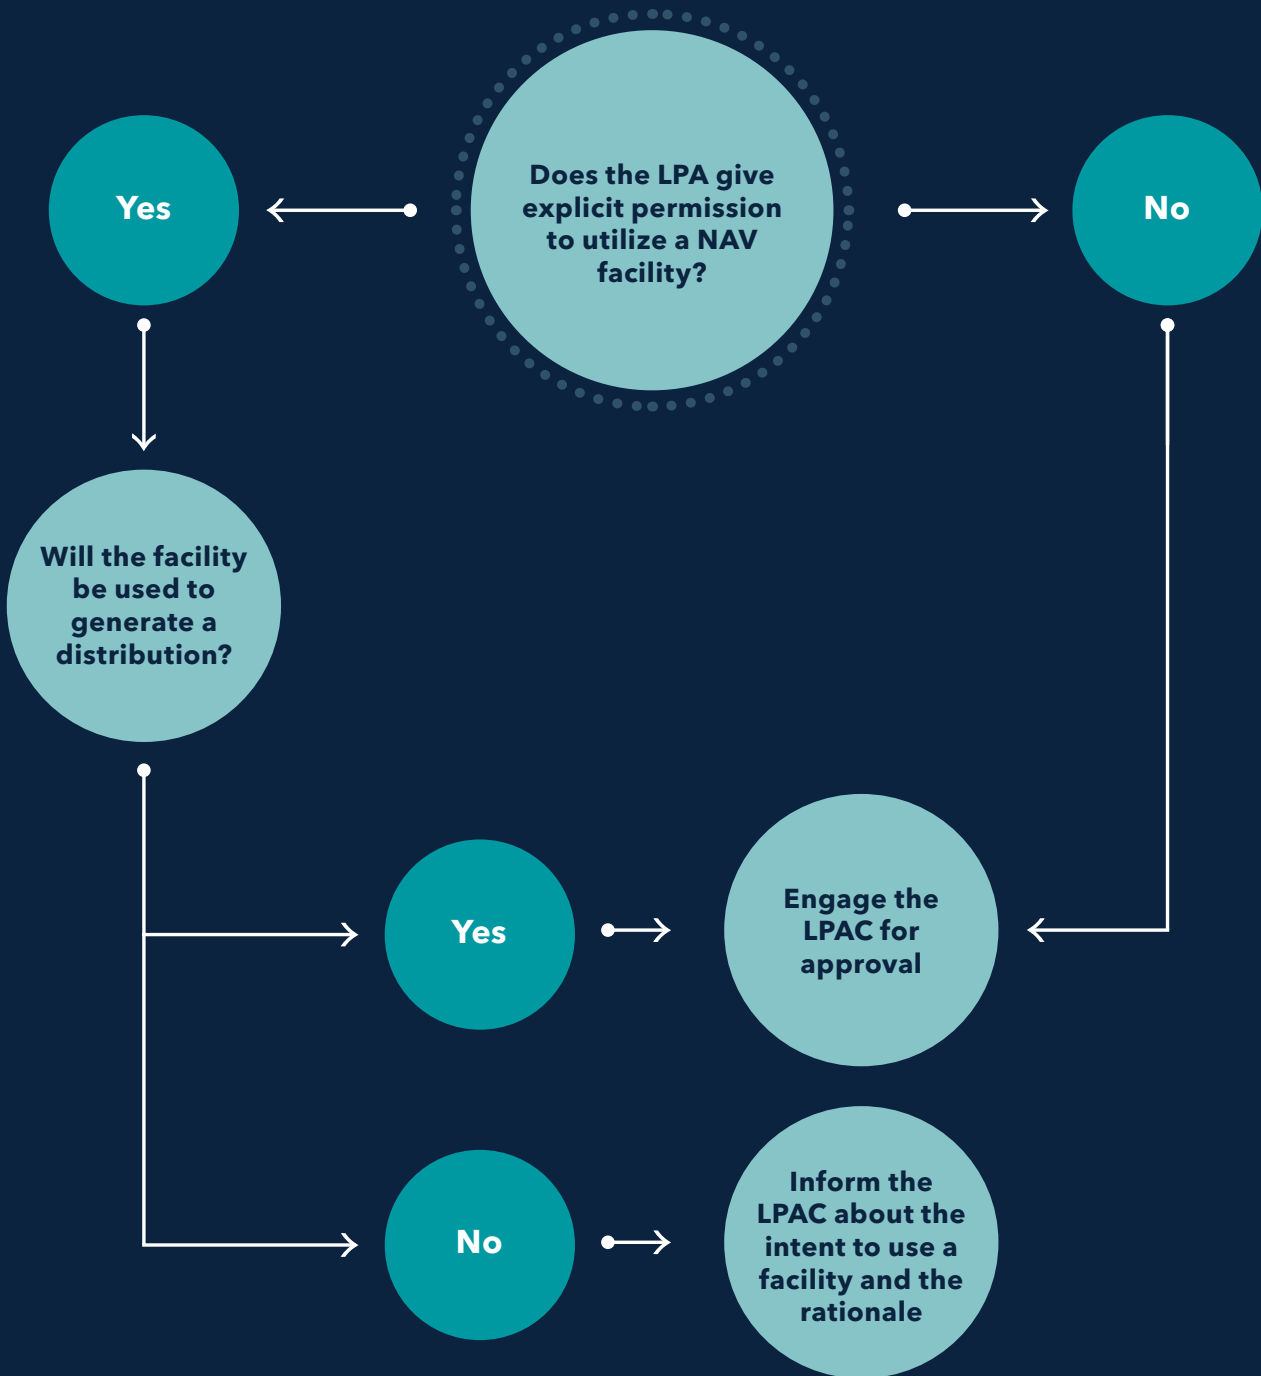 Does the LPA give
explicit permission
to utilize a NAV
facility?
Yes
No
Will the facility
be used to
generate a
distribution?
Yes
Engage the
LPAC for
approval
No
Inform the
LPAC about the
intent to use a
facility and the
rationale